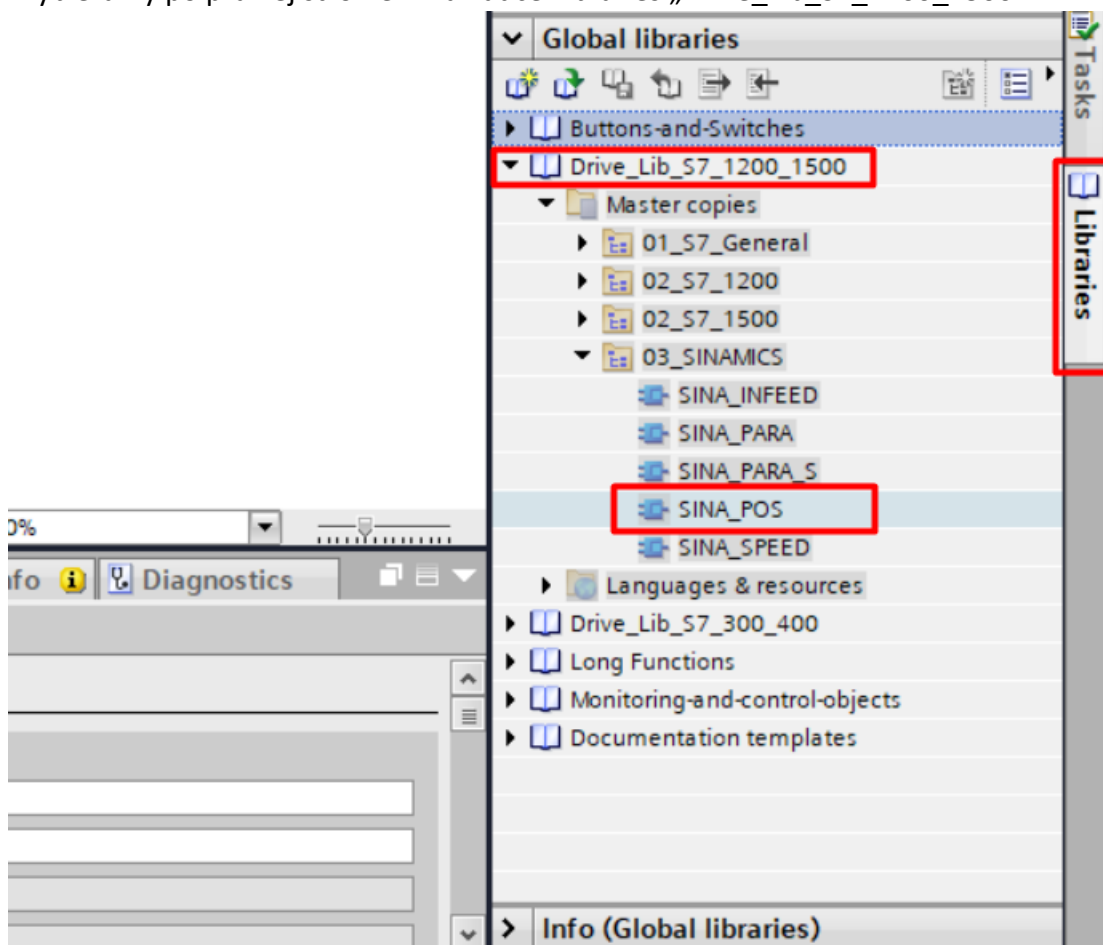 Global libraries
Tasks
Buttons-and-Switches
Drive_Lib_S7_1200_1500
Master copies
01_S7_General
02_S7_1200
02_S7_1500
Libraries
03_SINAMICS
SINA_INFEED
SINA_PARA
SINA_PARA_S
SINA_POS
0%
SINA_SPEED
nfo
Diagnostics
Languages & resources
Drive_Lib_S7_300_400
Long Functions
Monitoring-and-control-objects
Documentation templates
Info (Global libraries)